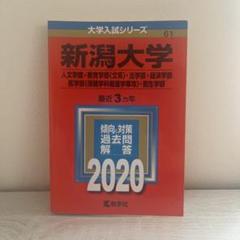 大学入試シリーズ
61
新潟大学
人文学部・教育学部〈文系〉・法学部・経済学部
医学部〈保健学科看護学専攻〉・創生学部
最近3カ年
傾向と対策
過去問
解答
2020
教学社